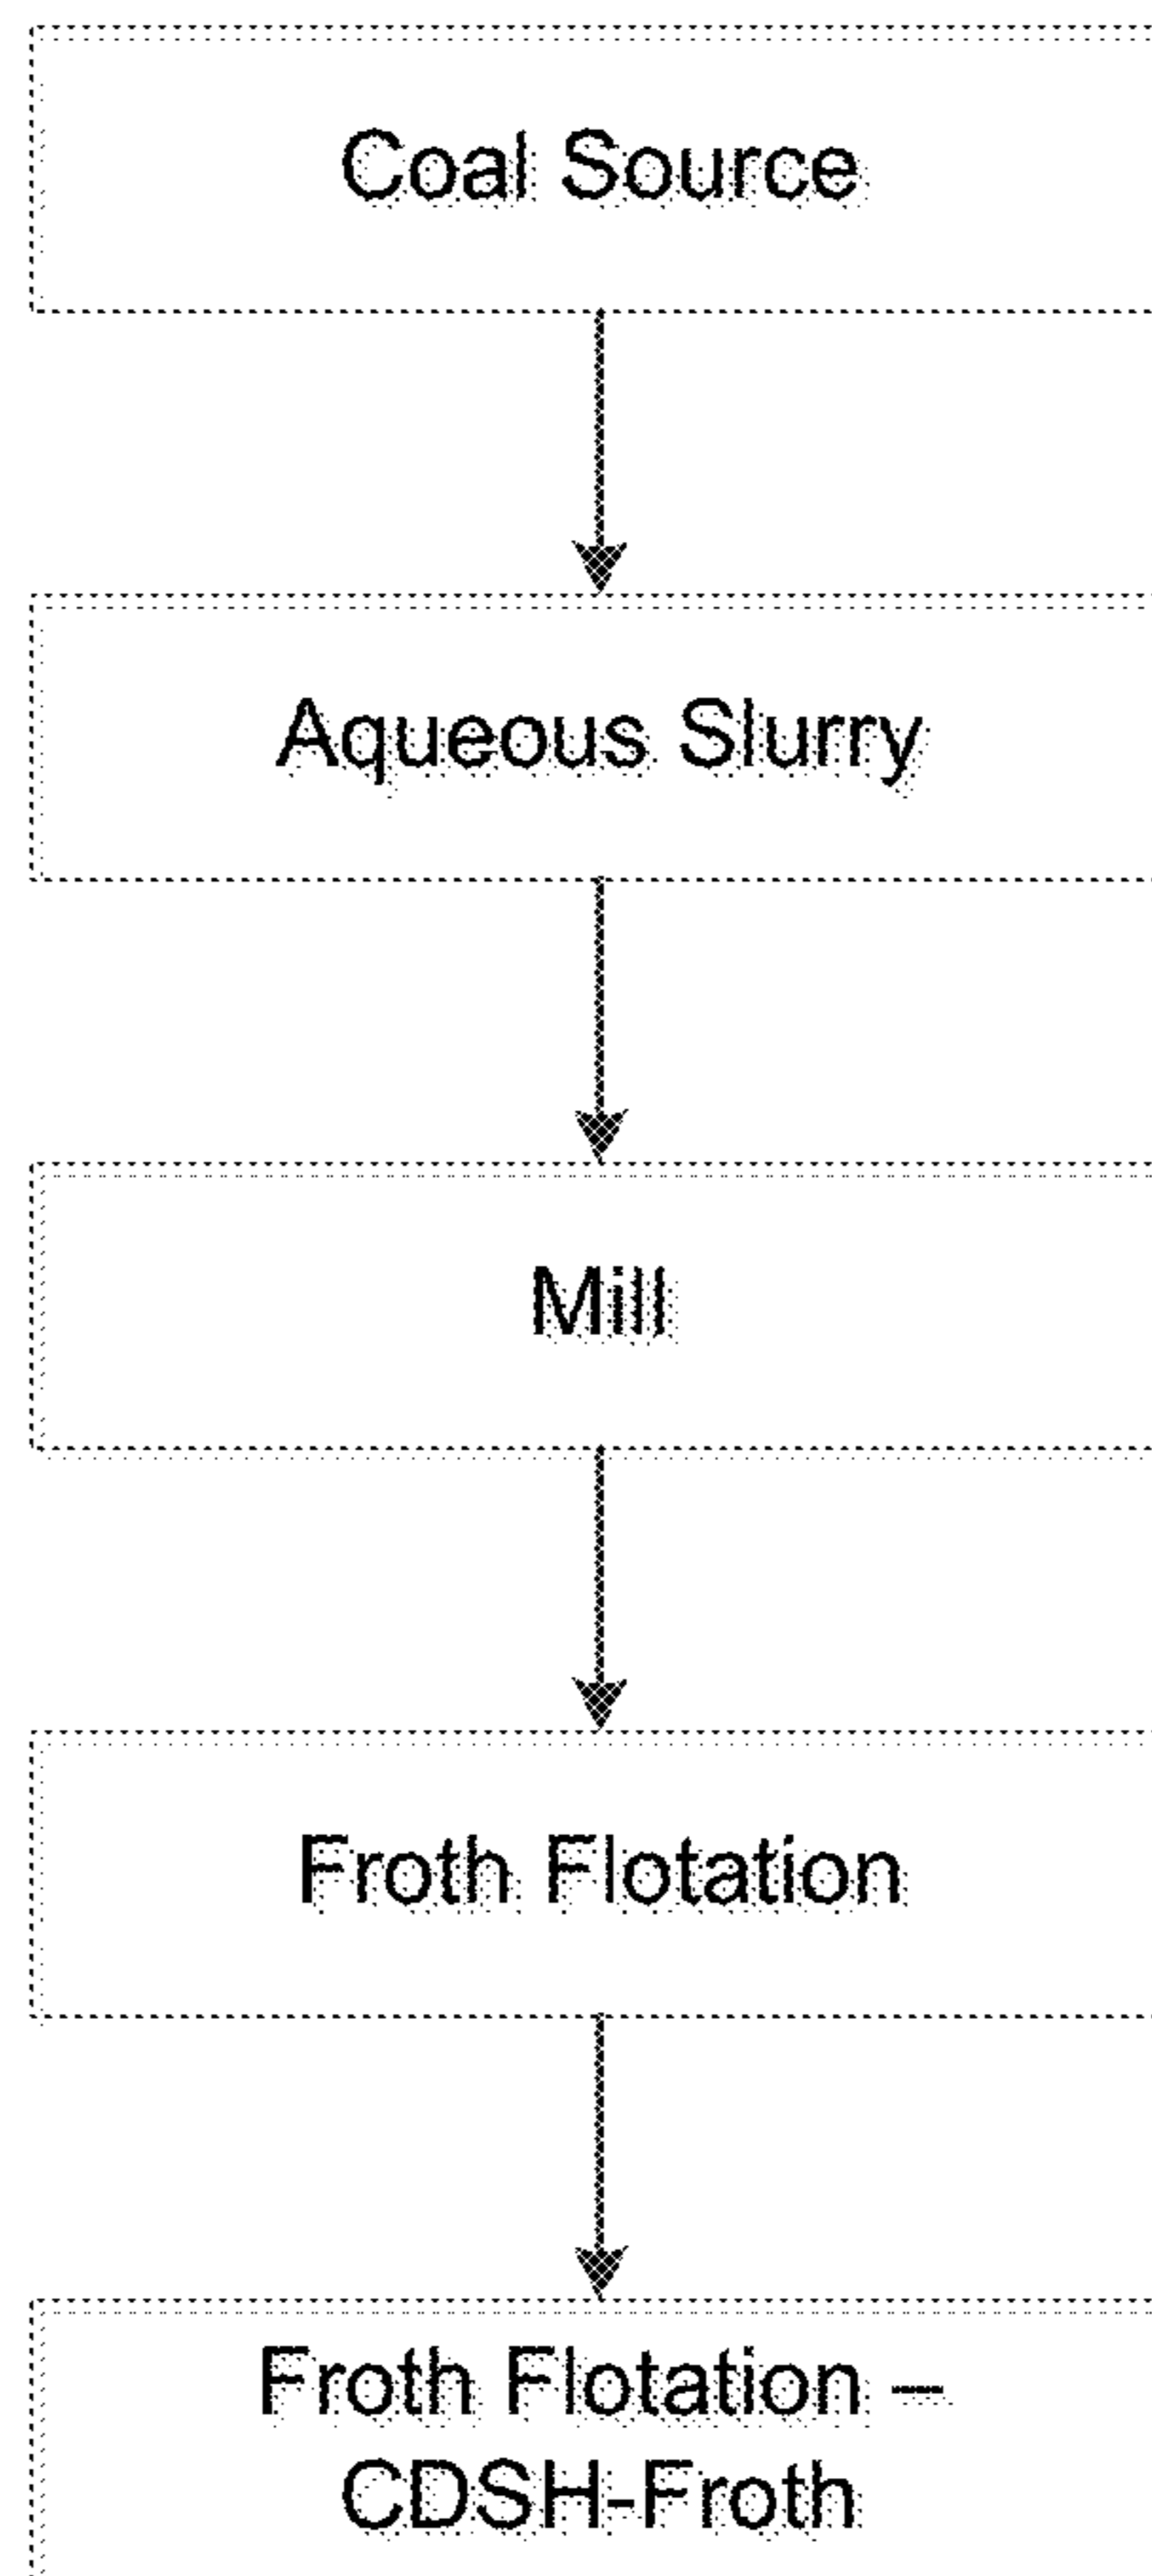 Coal Source
Aqueous Slurry
Mill
Froth Flotation
Froth Flotation –
CDSH-Froth